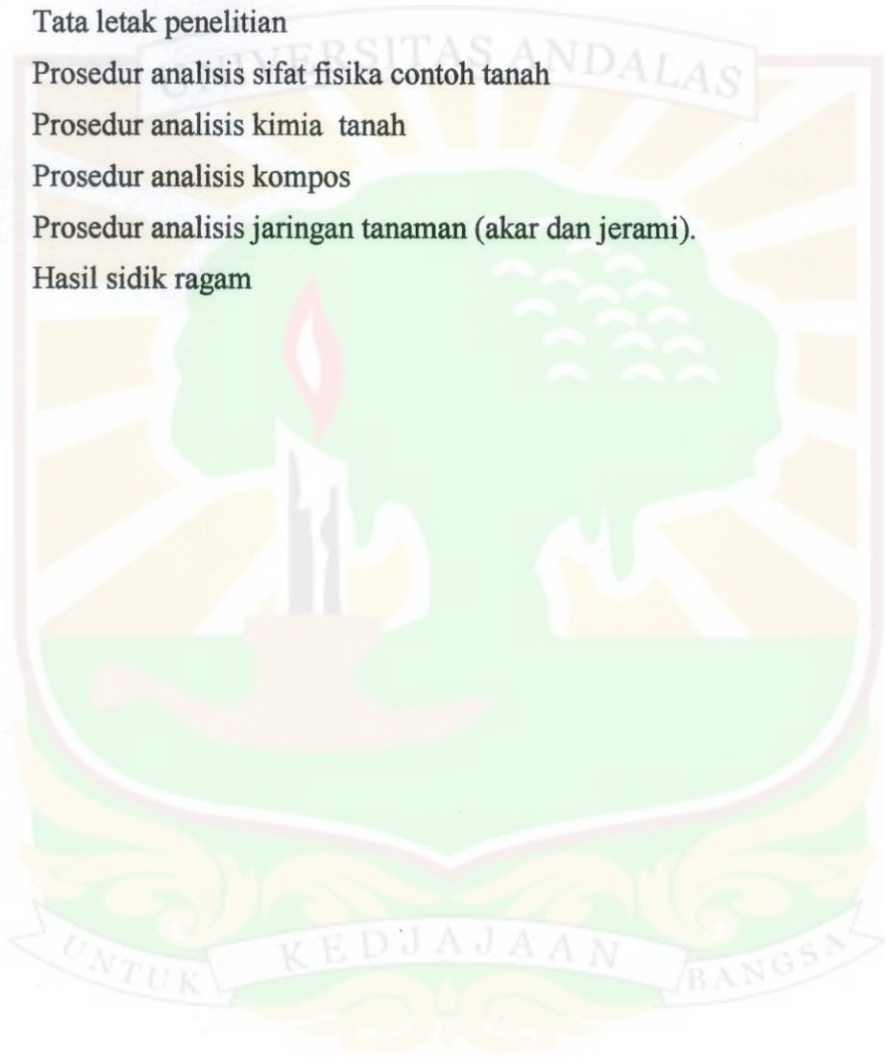 Tata letak penelitian
UNIVERSITAS ANDALAS
Prosedur analisis sifat fisika contoh tanah
Prosedur analisis kimia tanah
Prosedur analisis kompos
Prosedur analisis jaringan tanaman (akar dan jerami).
Hasil sidik ragam
UNTUK KEDJAJAAN BANGSA